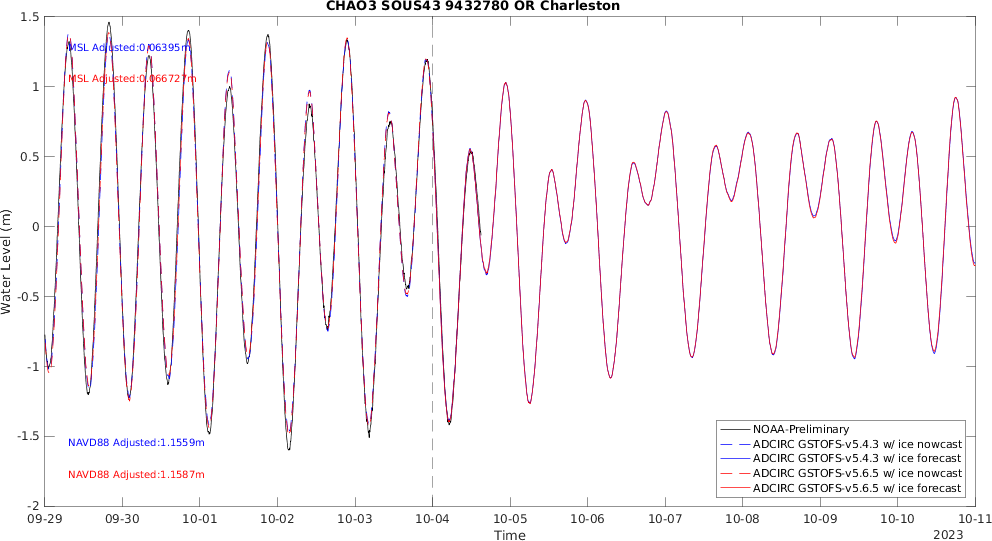 CHAO3 SOUS43 9432780 OR Charleston
1.5
1
0.5
0
-0.5
-1
-1.5
-2
Water Level (m)
MSL Adjusted:0.06395m
MSL Adjusted:0.066727m
NAVD88 Adjusted:1.1559m
NAVD88 Adjusted:1.1587m
NOAA-Preliminary
ADCIRC GSTOFS-v5.4.3 w/ ice nowcast
ADCIRC GSTOFS-v5.4.3 w/ ice forecast
ADCIRC GSTOFS-v5.6.5 w/ ice nowcast
ADCIRC GSTOFS-v5.6.5 w/ ice forecast
09-29 09-30 10-01 10-02 10-03 10-04 10-05 10-06 10-07 10-08 10-09 10-10 10-11
Time
2023